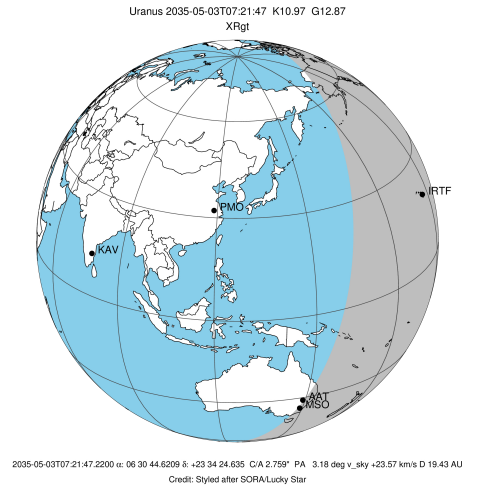 Uranus 2035-05-03T07:21:47 K10.97 G12.87
XRgt
IRTF
PMO
KAV
AAT
MSO
2035-05-03T07:21:47.2200 α: 06 30 44.6209 δ: +23 34 24.635 C/A 2.759" PA 3.18 deg v_sky +23.57 km/s D 19.43 AU
Credit: Styled after SORA/Lucky Star